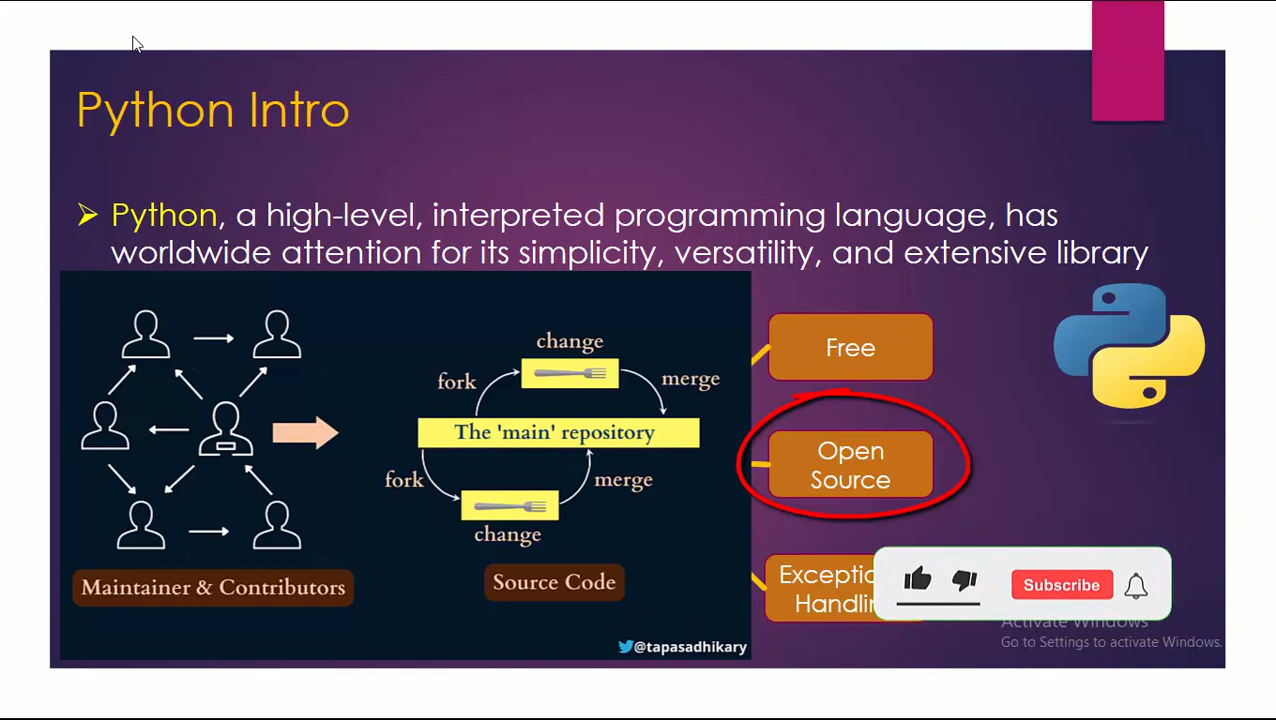 Python Intro
Python, a high-level, interpreted programming language, has
worldwide attention for its simplicity, versatility, and extensive library
change
fork
merge
The 'main' repository
fork
merge
change
Maintainer & Contributors
Source Code
@tapasadhikary
Free
Open
Source
Exceptio
Handli
Subscribe
Activate Windows
Go to Settings to activate Windows.